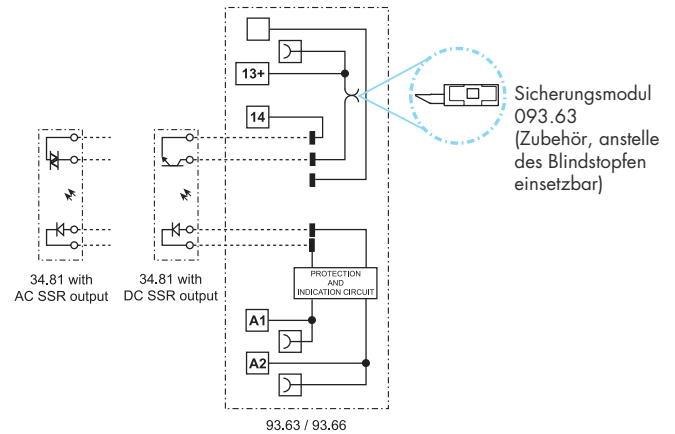 13+
14
Sicherungsmodul
093.63
(Zubehör, anstelle
des Blindstopfen
einsetzbar)
34.81 with
AC SSR output
34.81 with
DC SSR output
PROTECTION
AND
INDICATION CIRCUIT
A1
A2
93.63 / 93.66